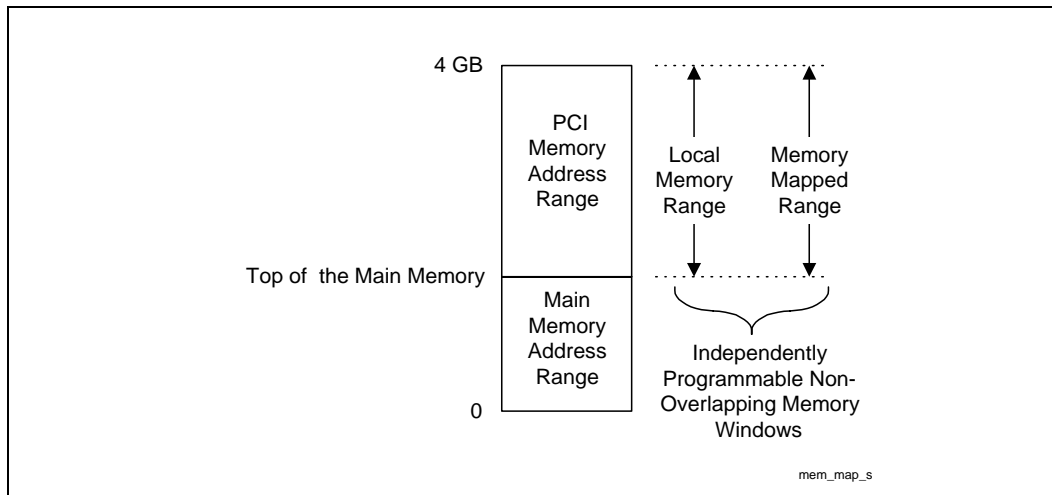 4 GB
PCI
Memory
Address
Range
Local
Memory
Range
Memory
Mapped
Range
Top of the Main Memory
Main
Memory
Address
Range
0
Independently
Programmable Non-
Overlapping Memory
Windows
mem_map_s